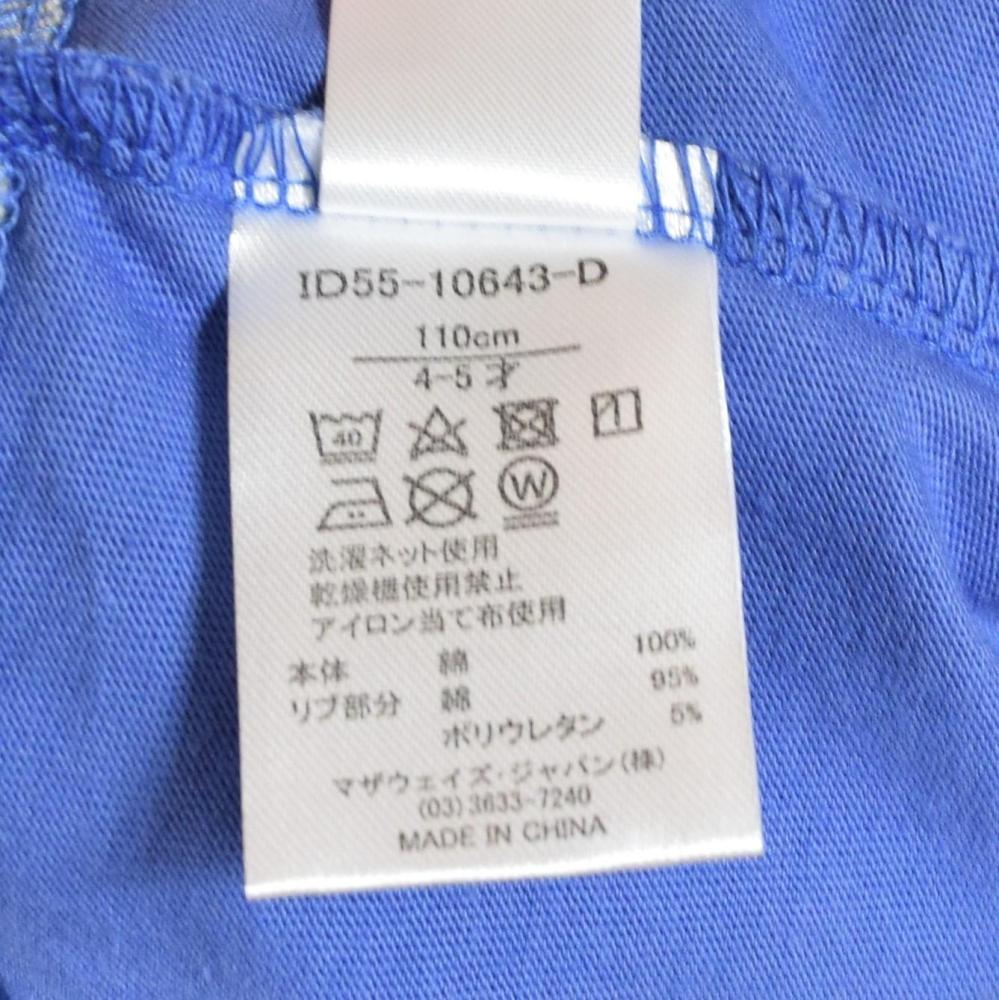 ID55-10643-D
110cm
4-5才
40
W
洗濯ネット使用
乾燥機使用禁止
アイロン当て布使用
本体 綿 100%
リブ部分 綿 95%
ポリウレタン 5%
マザウェイズ・ジャパン(株)
(03)3633-7240
MADE IN CHINA